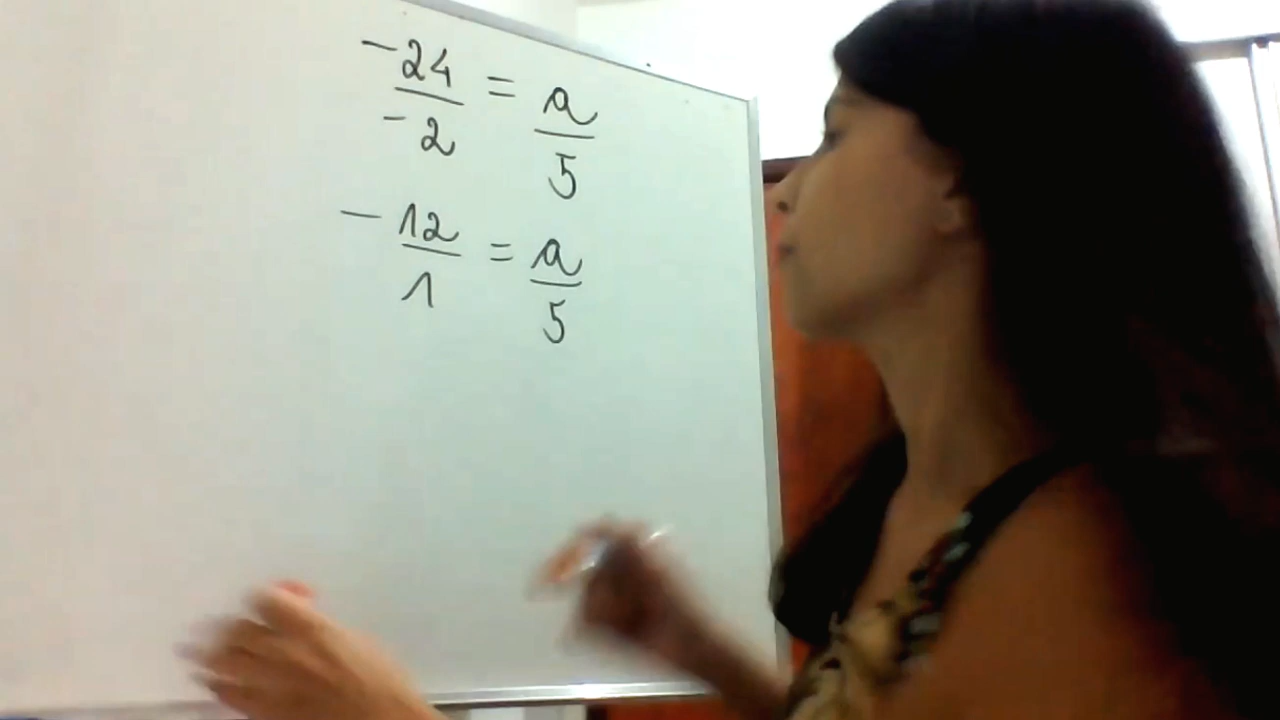 -24/-2 = a/5
-12/1 = a/5